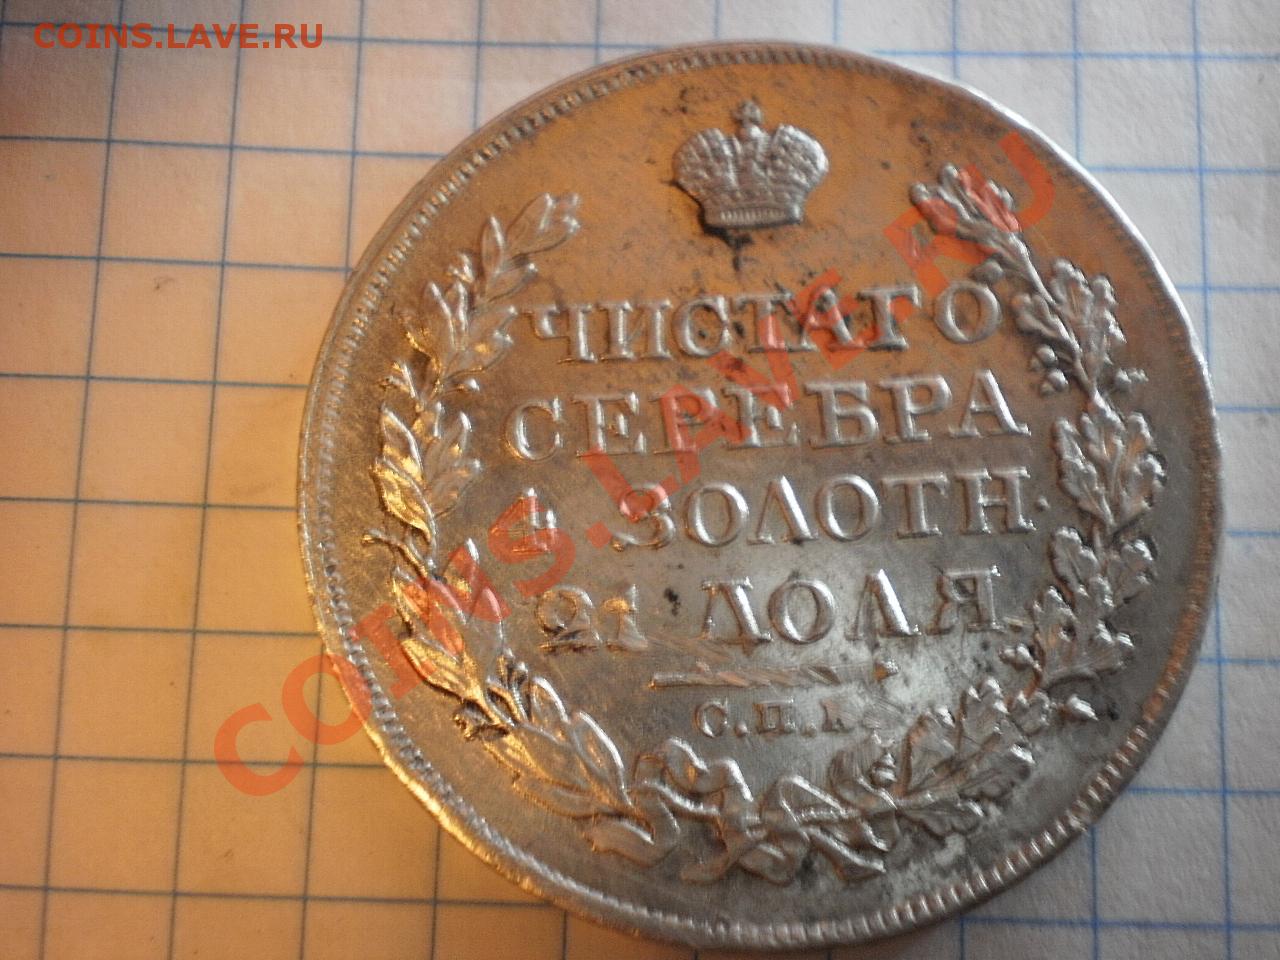 COINS.LAVE.RU
ЧИСТАГО
СЕРЕБРА
4 ЗОЛОТН.
21 ДОЛЯ
С.П.Б.
COINS.LAVE.RU